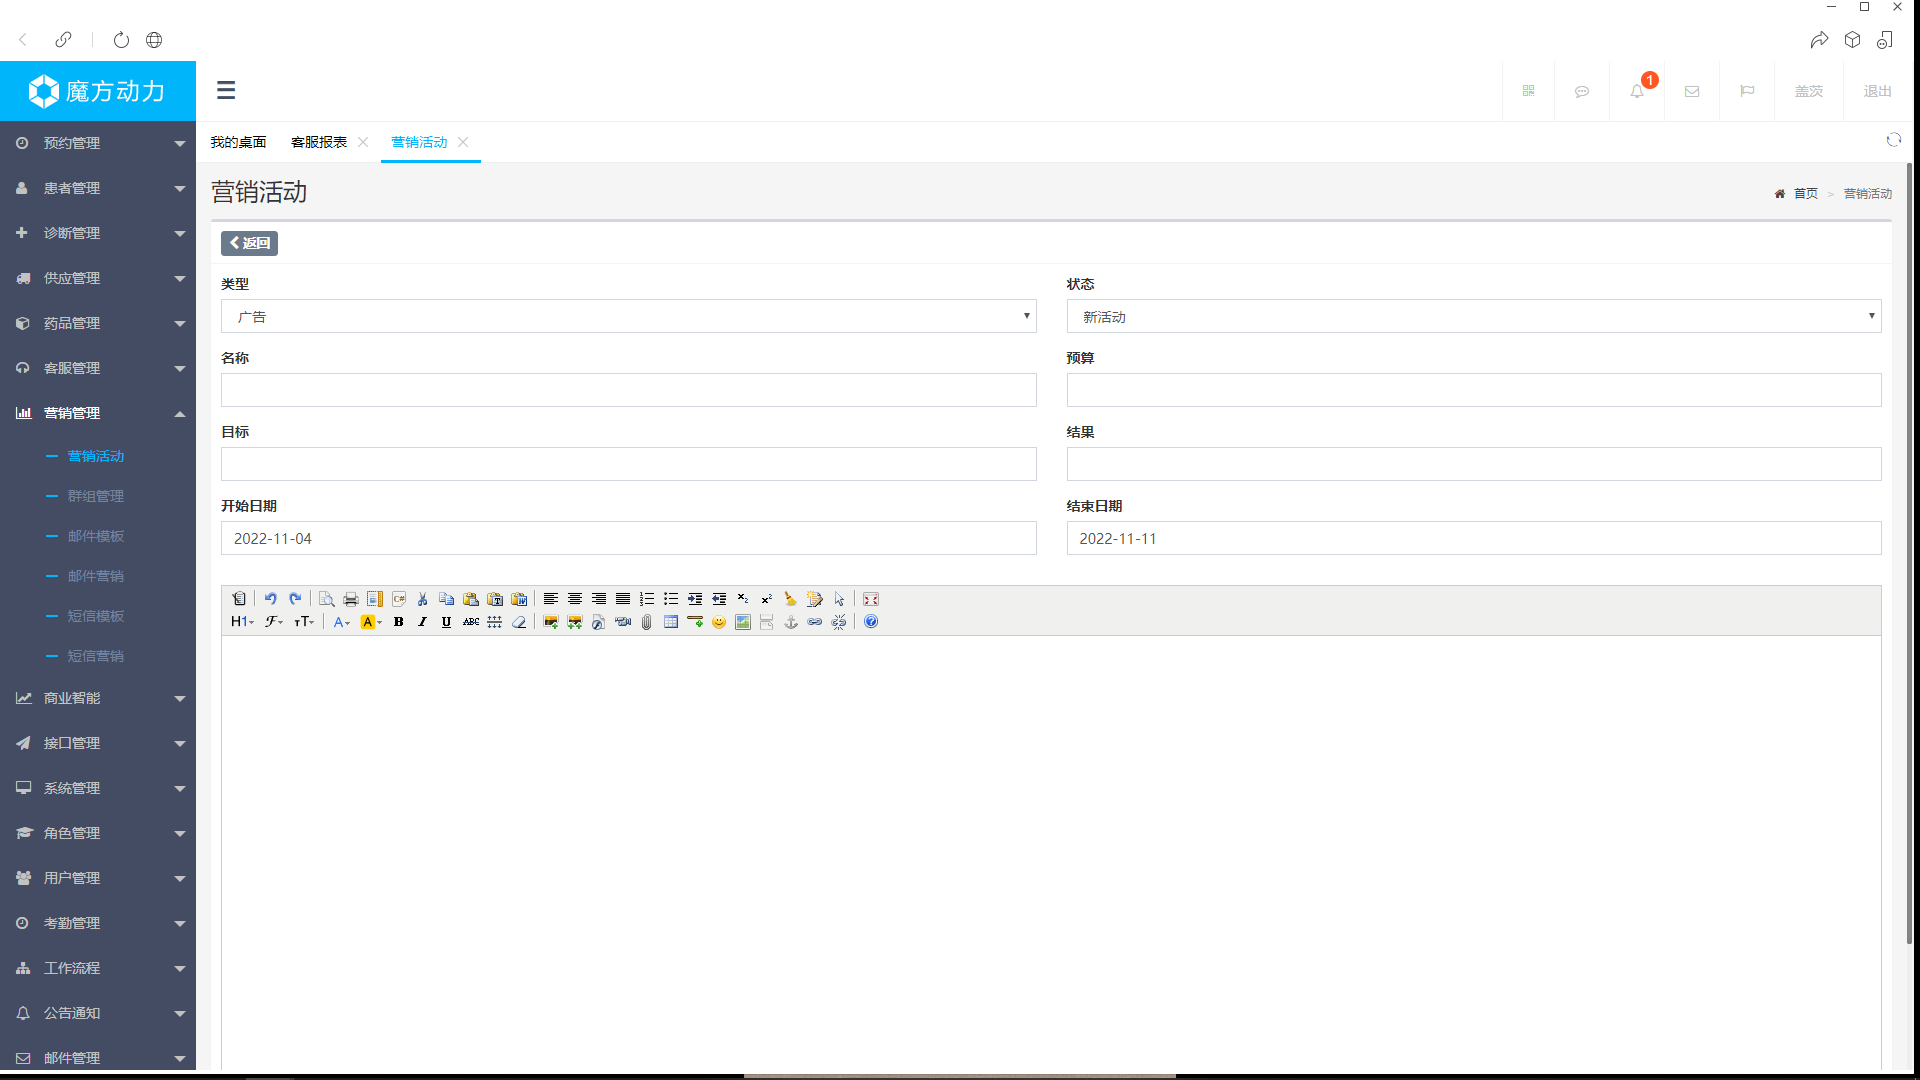 魔方动力
1
盖茨
退出
我的桌面
客服报表
营销活动
营销活动
首页 > 营销活动
返回
类型
状态
广告
新活动
名称
预算
目标
结果
开始日期
结束日期
2022-11-04
2022-11-11
预约管理
患者管理
诊断管理
供应管理
药品管理
客服管理
营销管理
营销活动
群组管理
邮件模板
邮件营销
短信模板
短信营销
商业智能
接口管理
系统管理
角色管理
用户管理
考勤管理
工作流程
公告通知
邮件管理